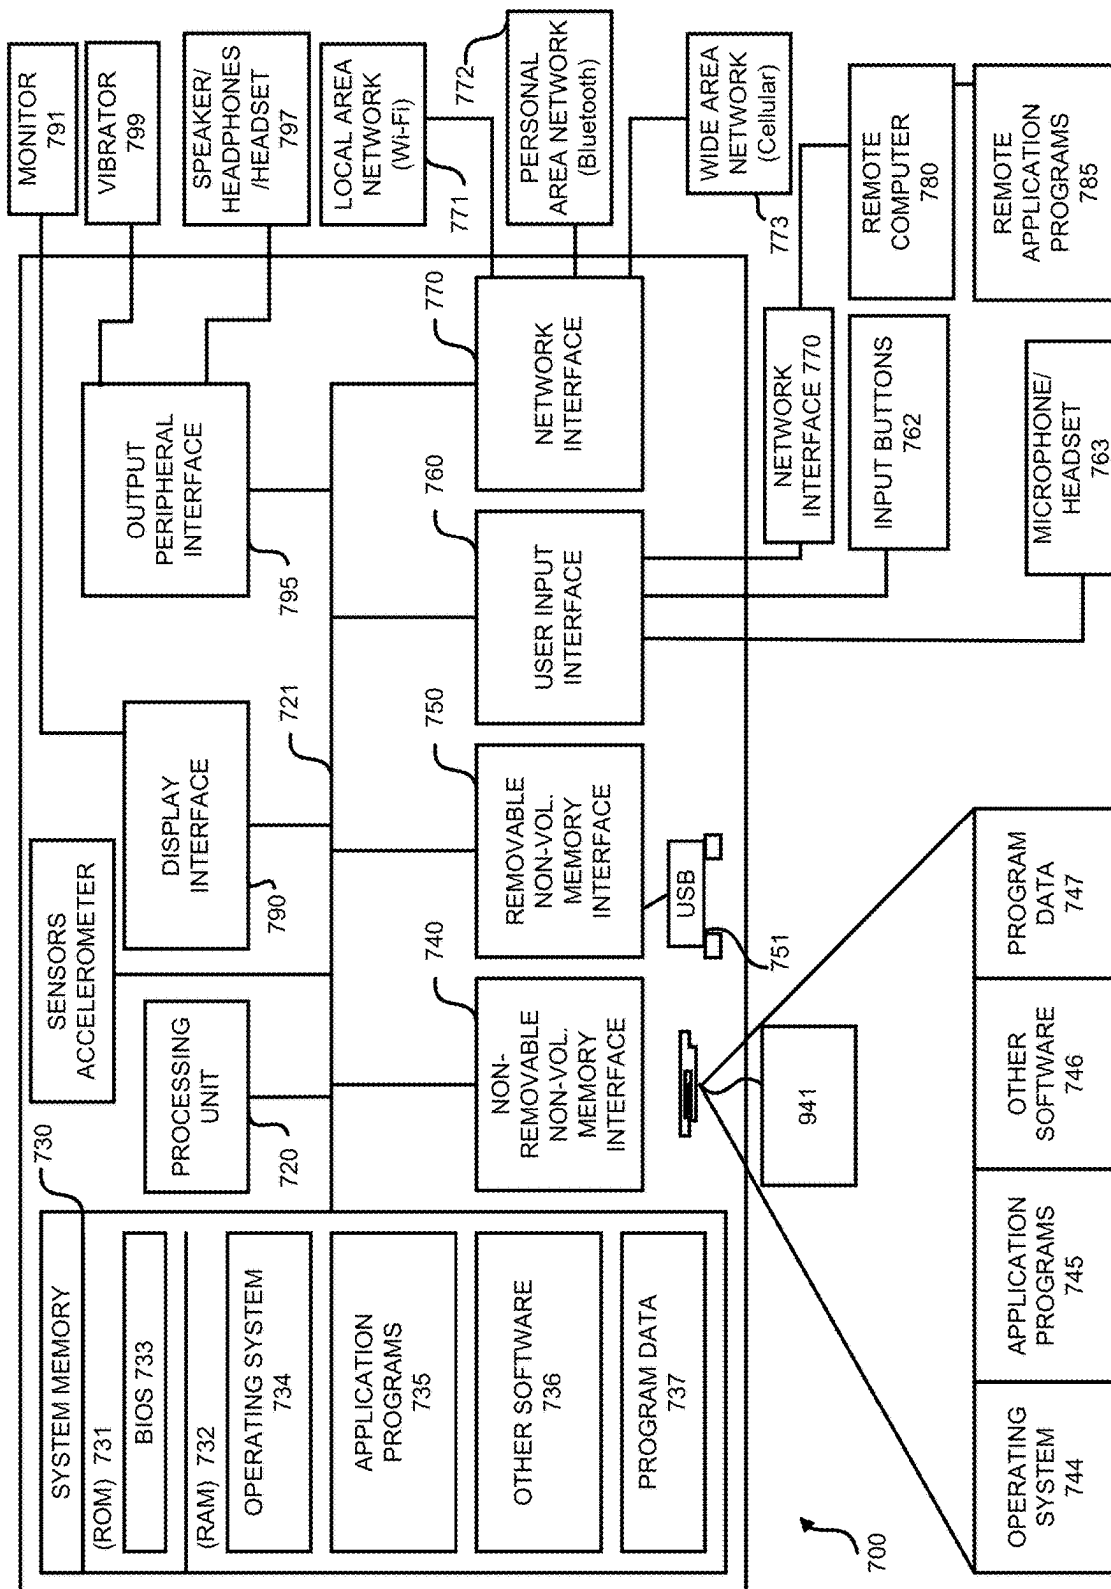 SYSTEM MEMORY
730
(ROM) 731
BIOS 733
(RAM) 732
OPERATING SYSTEM
734
APPLICATION
PROGRAMS
735
OTHER SOFTWARE
736
PROGRAM DATA
737
PROCESSING
UNIT
720
SENSORS
ACCELEROMETER
DISPLAY
INTERFACE
790
721
OUTPUT
PERIPHERAL
INTERFACE
795
MONITOR
791
VIBRATOR
799
SPEAKER/
HEADPHONES
/HEADSET
797
LOCAL AREA
NETWORK
(Wi-Fi)
771
772
PERSONAL
AREA NETWORK
(Bluetooth)
WIDE AREA
NETWORK
(Cellular)
773
NON-
REMOVABLE
NON-VOL.
MEMORY
INTERFACE
740
REMOVABLE
NON-VOL.
MEMORY
INTERFACE
750
USER INPUT
INTERFACE
760
NETWORK
INTERFACE
770
USB
751
941
NETWORK
INTERFACE 770
REMOTE
COMPUTER
780
REMOTE
APPLICATION
PROGRAMS
785
INPUT BUTTONS
762
MICROPHONE/
HEADSET
763
700
OPERATING
SYSTEM
744
APPLICATION
PROGRAMS
745
OTHER
SOFTWARE
746
PROGRAM
DATA
747